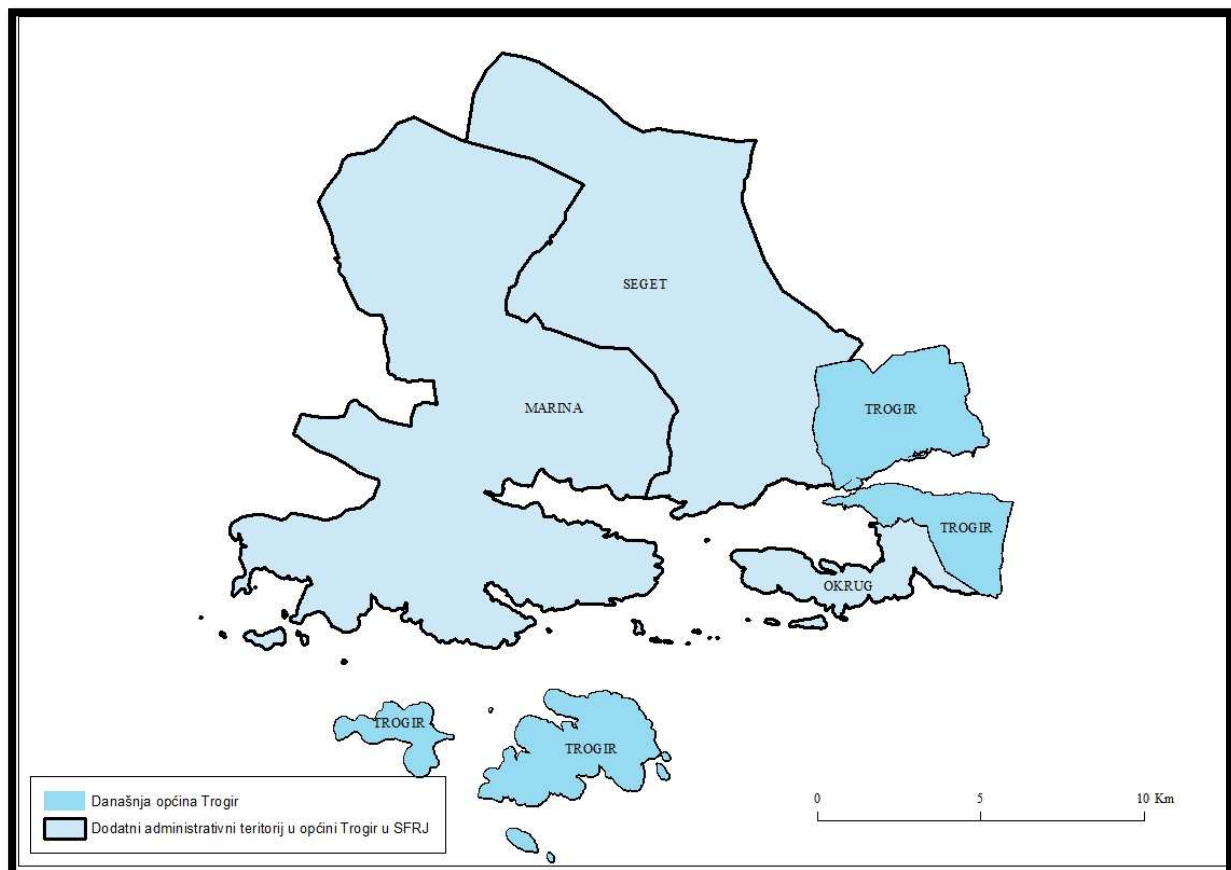 SEGET
TROGIR
MARINA
TROGIR
OKRUG
TROGIR
TROGIR
Današnja općina Trogir
Dodatni administrativni teritorij u općini Trogir u SFRJ
0 5 10 Km